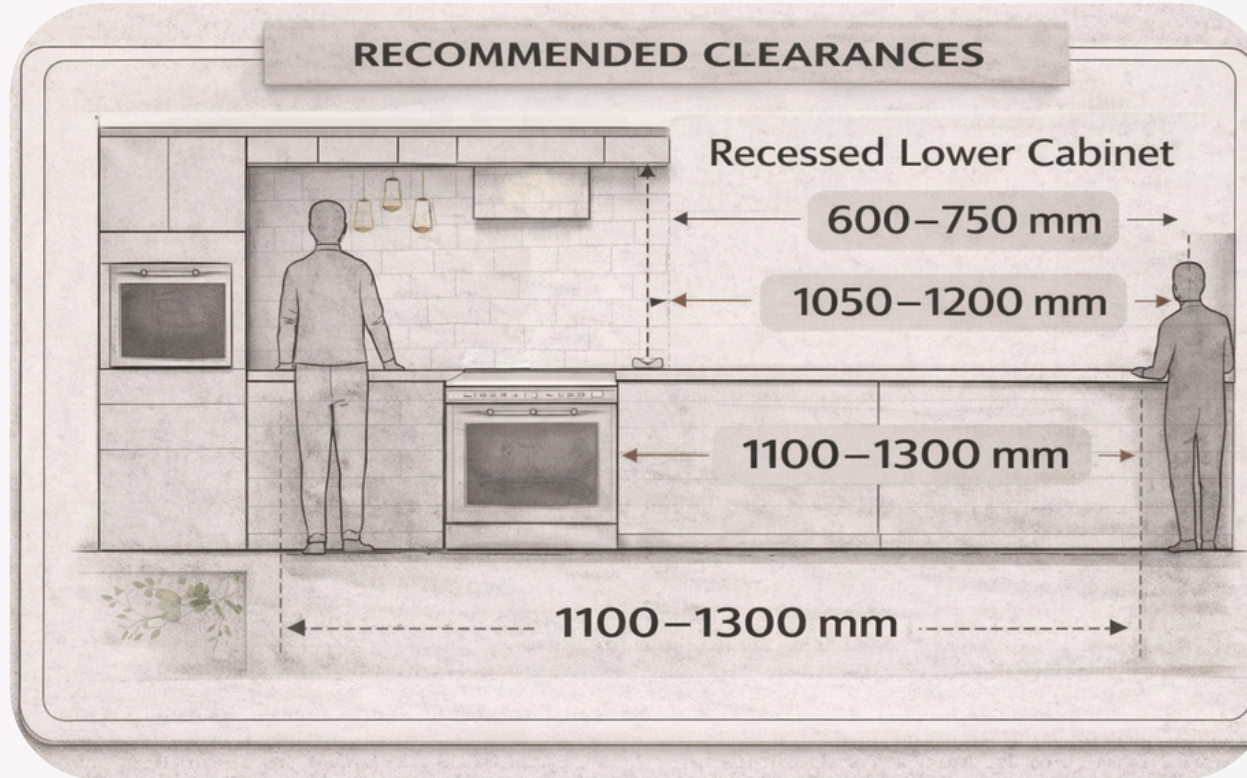 RECOMMENDED CLEARANCES
Recessed Lower Cabinet
600–750 mm
1050–1200 mm
1100–1300 mm
1100–1300 mm